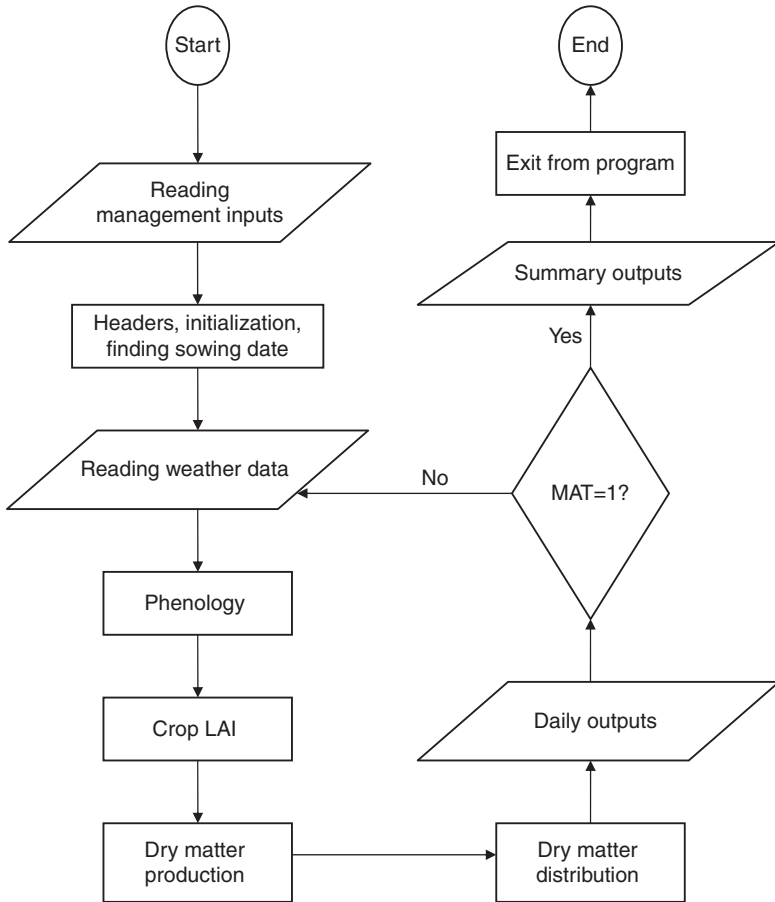 Start
Reading
management inputs
Headers, initialization,
finding sowing date
Reading weather data
Phenology
Crop LAI
Dry matter
production
Dry matter
distribution
Daily outputs
MAT=1?
No
Yes
Summary outputs
Exit from program
End